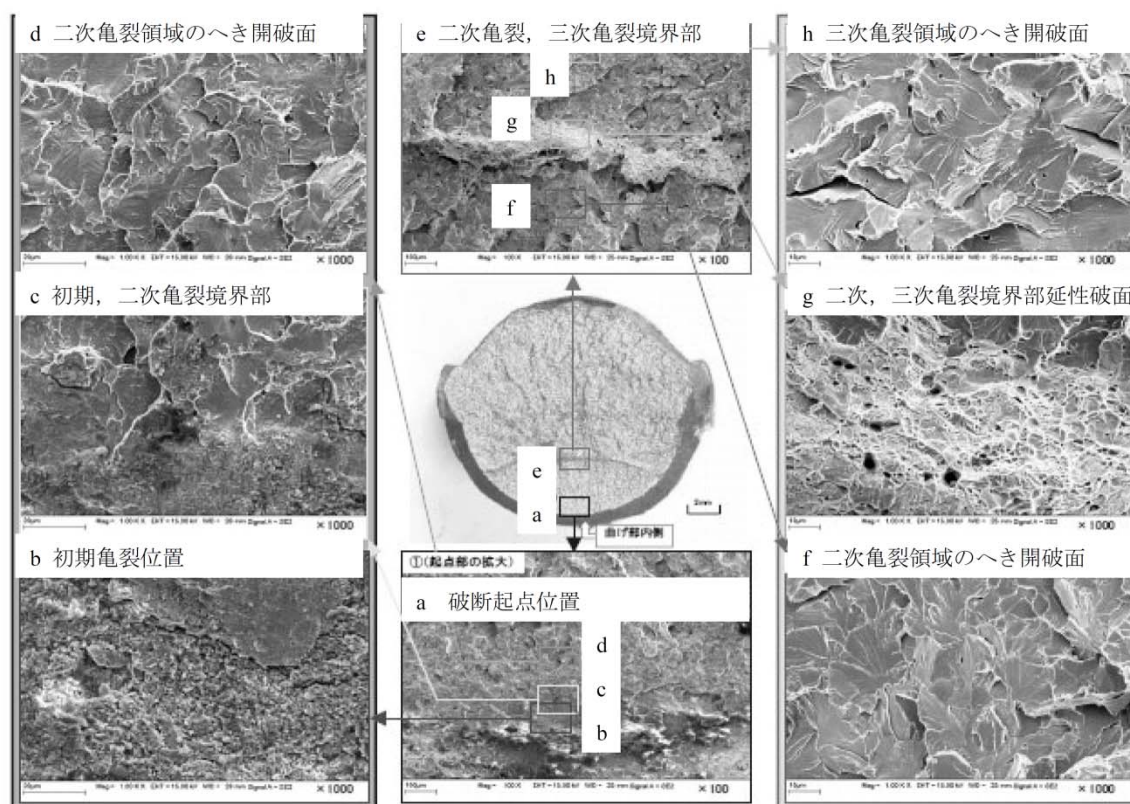 d 二次亀裂領域のへき開破面
e 二次亀裂，三次亀裂境界部
h 三次亀裂領域のへき開破面
h
g
f
×1000
×100
×1000
c 初期，二次亀裂境界部
g 二次，三次亀裂境界部延性破面
×1000
e
a
2mm
曲げ部内側
×1000
b 初期亀裂位置
①(起点部の拡大)
a 破断起点位置
f 二次亀裂領域のへき開破面
d
c
b
×1000
×100
×1000